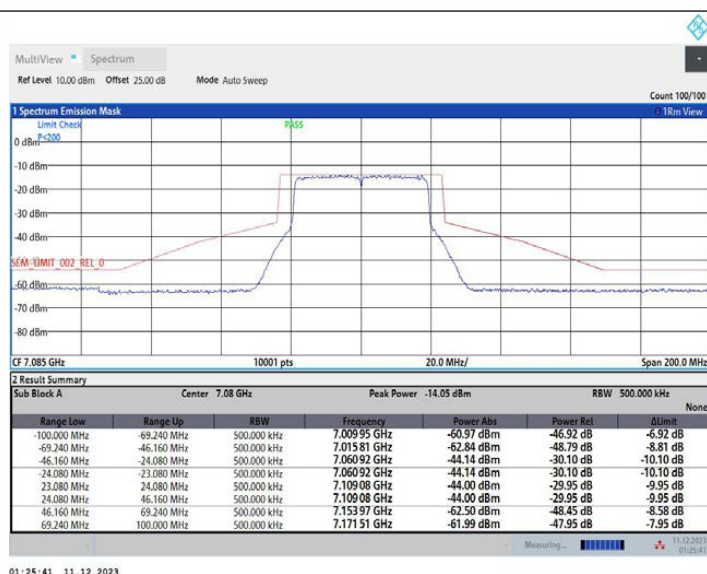 MultiView Spectrum
Ref Level 10.00 dBm Offset 25.00 dB Mode Auto Sweep
Count 100/100
1 Spectrum Emission Mask 1Rm View
Limit Check PASS
P<200
0 dBm
-10 dBm
-20 dBm
-30 dBm
-40 dBm
SEM_LIMIT_002_REL_0
-60 dBm
-70 dBm
-80 dBm
CF 7.085 GHz 10001 pts 20.0 MHz/ Span 200.0 MHz
2 Result Summary
Sub Block A Center 7.08 GHz Peak Power -14.05 dBm RBW 500.000 kHz
None
Range Low Range Up RBW Frequency Power Abs Power Rel ΔLimit
-100.000 MHz -69.240 MHz 500.000 kHz 7.009 95 GHz -60.97 dBm -46.92 dB -6.92 dB
-69.240 MHz -46.160 MHz 500.000 kHz 7.015 81 GHz -62.84 dBm -48.79 dB -8.81 dB
-46.160 MHz -24.080 MHz 500.000 kHz 7.060 92 GHz -44.14 dBm -30.10 dB -10.10 dB
-24.080 MHz -23.080 MHz 500.000 kHz 7.060 92 GHz -44.14 dBm -30.10 dB -10.10 dB
23.080 MHz 24.080 MHz 500.000 kHz 7.109 08 GHz -44.00 dBm -29.95 dB -9.95 dB
24.080 MHz 46.160 MHz 500.000 kHz 7.109 08 GHz -44.00 dBm -29.95 dB -9.95 dB
46.160 MHz 69.240 MHz 500.000 kHz 7.153 97 GHz -62.50 dBm -48.45 dB -8.58 dB
69.240 MHz 100.000 MHz 500.000 kHz 7.171 51 GHz -61.99 dBm -47.95 dB -7.95 dB
Measuring... 11.12.2023
01:25:41
01:25:41 11.12.2023